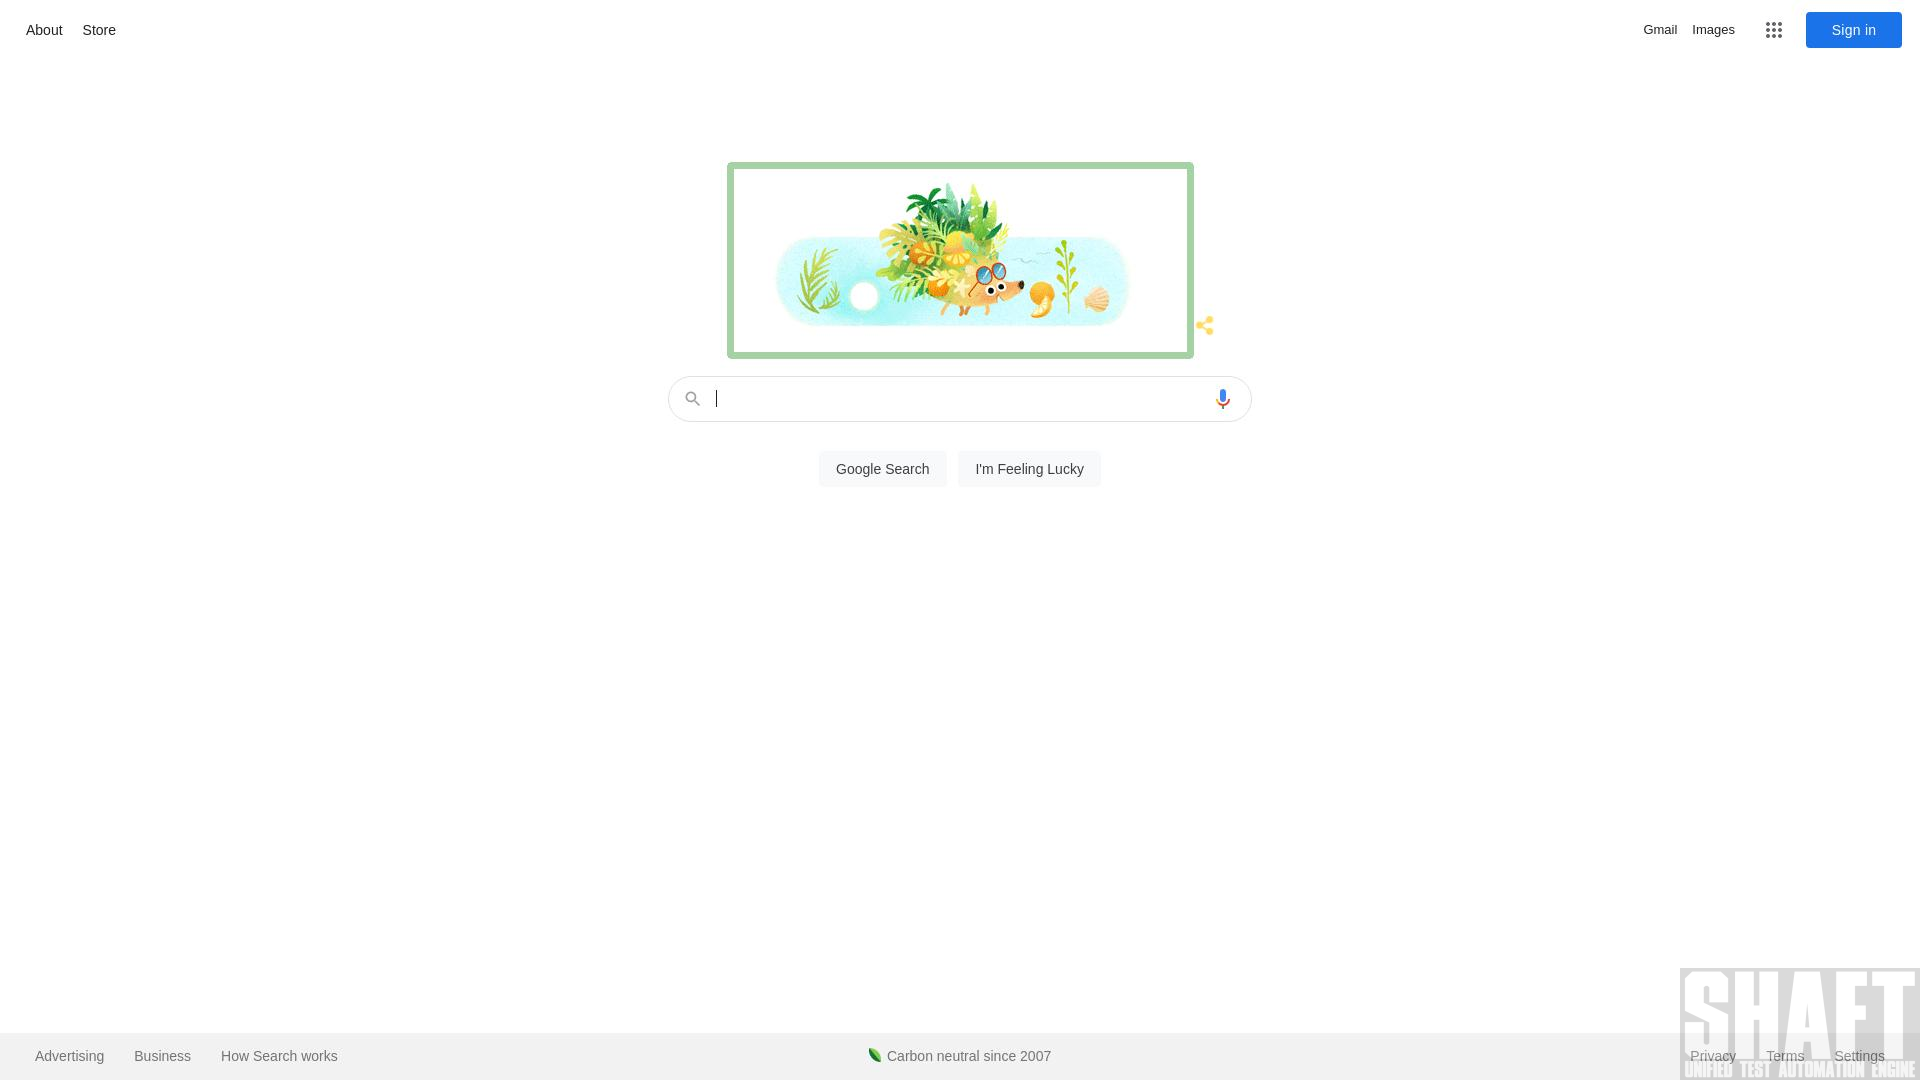 About Store
Gmail Images Sign in
Google Search I'm Feeling Lucky
Advertising Business How Search works Carbon neutral since 2007 Privacy Terms Settings
SHAFT
UNIFIED TEST AUTOMATION ENGINE